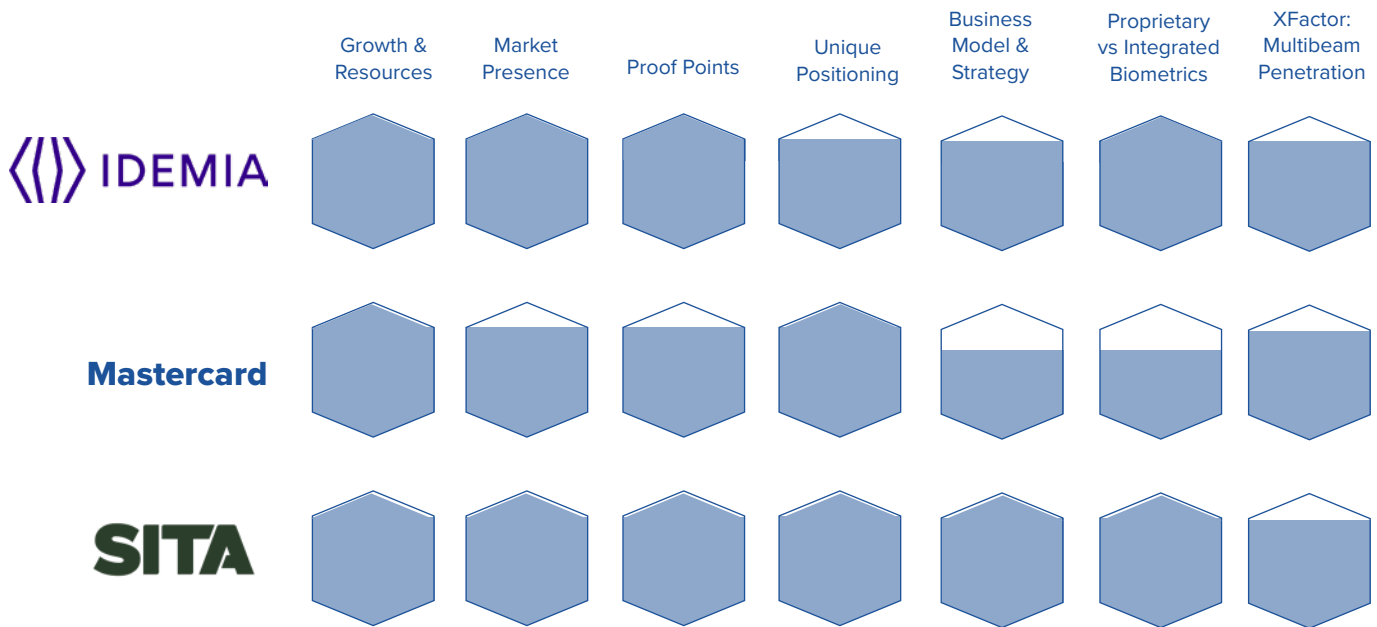 Growth &
Resources
Market
Presence
Proof Points
Unique
Positioning
Business
Model &
Strategy
Proprietary
vs Integrated
Biometrics
XFactor:
Multibeam
Penetration
IDEMIA
Mastercard
SITA